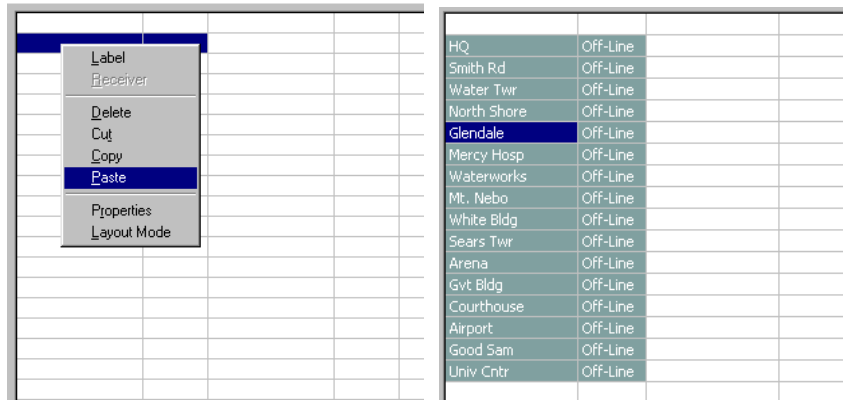 Label
Receiver
Delete
Cut
Copy
Paste
Properties
Layout Mode
HQ Off-Line
Smith Rd Off-Line
Water Twr Off-Line
North Shore Off-Line
Glendale Off-Line
Mercy Hosp Off-Line
Waterworks Off-Line
Mt. Nebo Off-Line
White Bldg Off-Line
Sears Twr Off-Line
Arena Off-Line
Gvt Bldg Off-Line
Courthouse Off-Line
Airport Off-Line
Good Sam Off-Line
Univ Cntr Off-Line